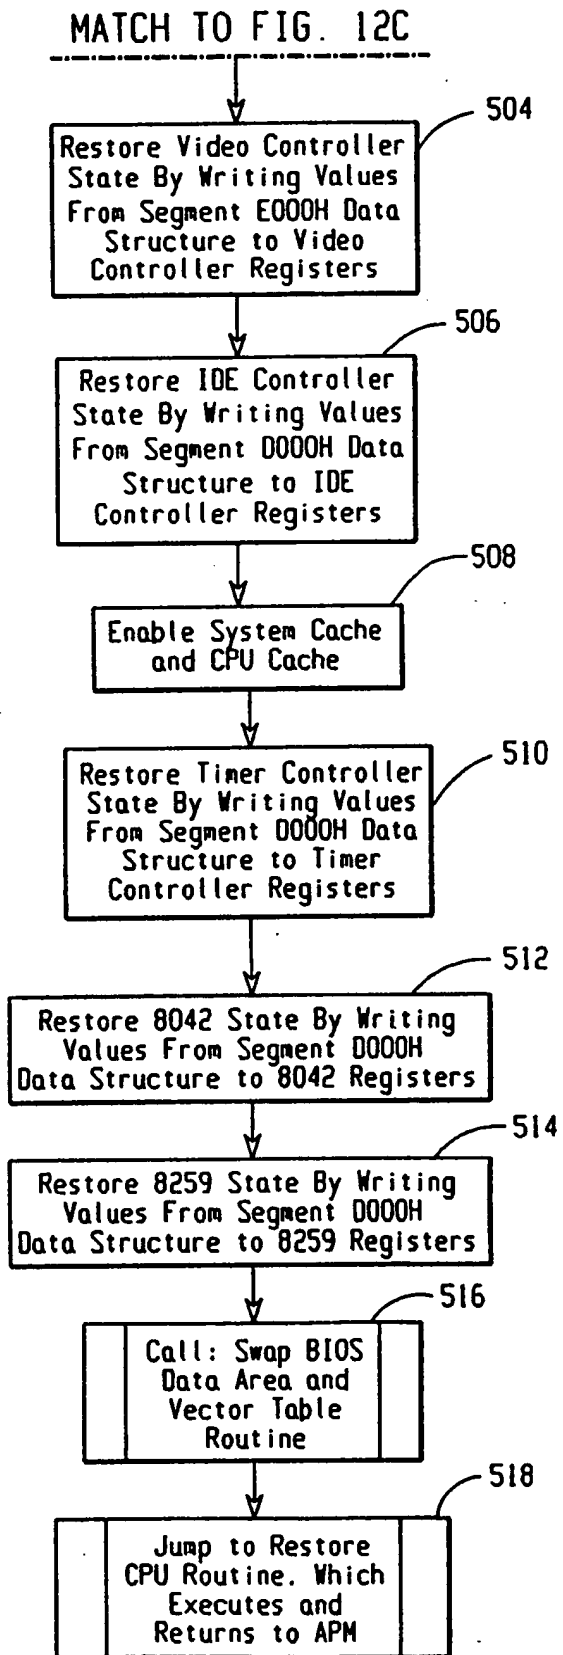 MATCH TO FIG. 12C
504
Restore Video Controller
State By Writing Values
From Segment E000H Data
Structure to Video
Controller Registers
506
Restore IDE Controller
State By Writing Values
From Segment D000H Data
Structure to IDE
Controller Registers
508
Enable System Cache
and CPU Cache
510
Restore Timer Controller
State By Writing Values
From Segment D000H Data
Structure to Timer
Controller Registers
512
Restore 8042 State By Writing
Values From Segment D000H
Data Structure to 8042 Registers
514
Restore 8259 State By Writing
Values From Segment D000H
Data Structure to 8259 Registers
516
Call: Swap BIOS
Data Area and
Vector Table
Routine
518
Jump to Restore
CPU Routine. Which
Executes and
Returns to APM